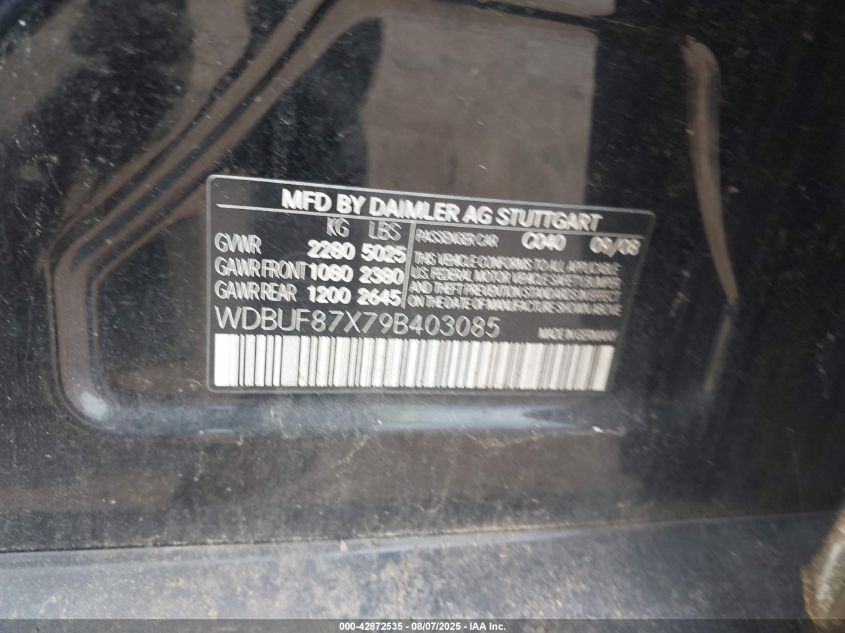 MFD BY DAIMLER AG STUTTGART
KG LBS
GVWR 2280 5025
GAWR FRONT 1080 2380
GAWR REAR 1200 2645
PASSENGER CAR C040 09/08
THIS VEHICLE CONFORMS TO ALL APPLICABLE
U.S. FEDERAL MOTOR VEHICLE SAFETY BUMPER
AND THEFT PREVENTION STANDARDS IN EFFECT
ON THE DATE OF MANUFACTURE SHOWN ABOVE
WDBUF87X79B403085
MADE IN GERMANY
000-42872535 - 08/07/2025 - IAA Inc.